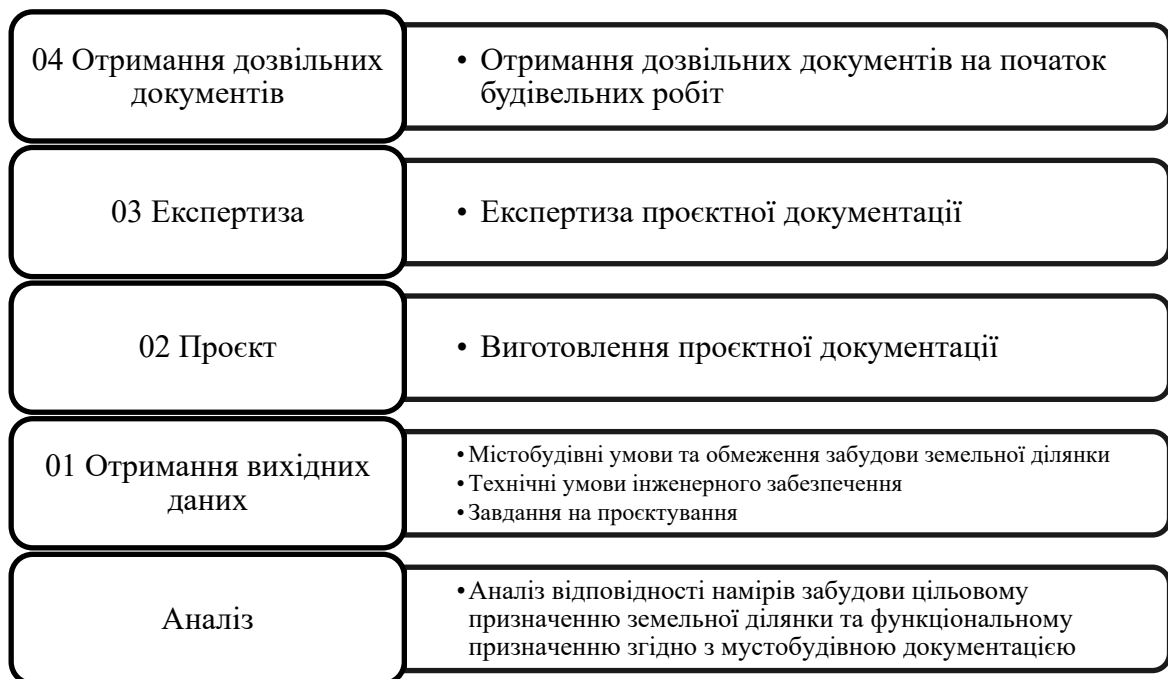 04 Отримання дозвільних
документів
• Отримання дозвільних документів на початок
будівельних робіт
03 Експертиза
• Експертиза проєктної документації
02 Проєкт
• Виготовлення проєктної документації
01 Отримання вихідних
даних
• Містобудівні умови та обмеження забудови земельної ділянки
• Технічні умови інженерного забезпечення
• Завдання на проєктування
Аналіз
• Аналіз відповідності намірів забудови цільовому
призначенню земельної ділянки та функціональному
призначенню згідно з мустобудівною документацією